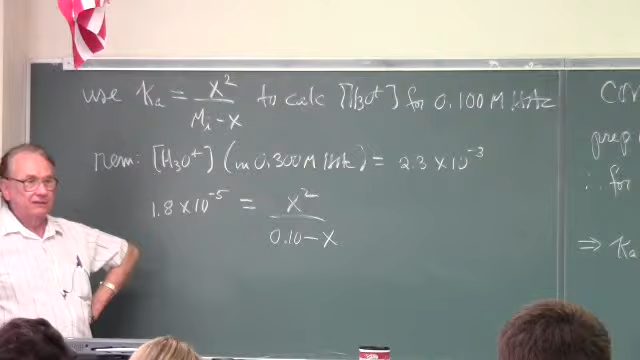 use Ka = x² / (Mi - x) to calc [H₃O⁺] for 0.100 M HAc
rem: [H₃O⁺] (in 0.300 M HAc) = 2.3 × 10⁻³
1.8 × 10⁻⁵ = x² / (0.10 - x)
prep
∴ for
⇒ Ka